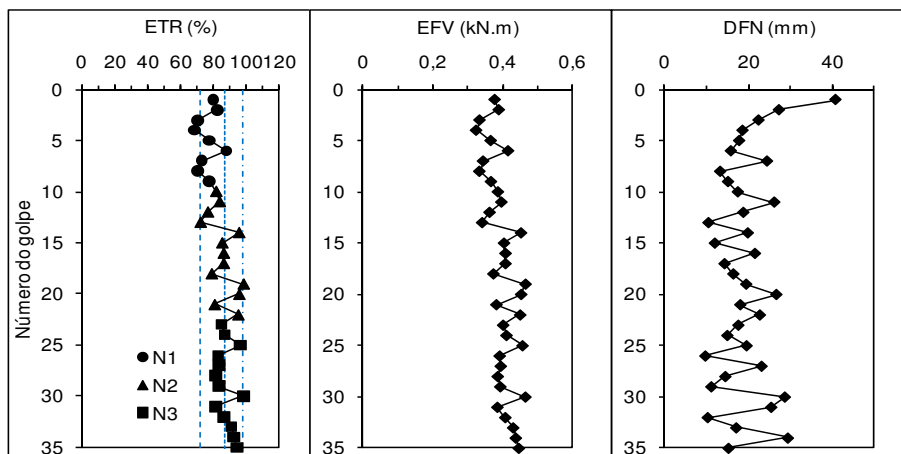 ETR (%) EFV (kN.m) DFN (mm)
0 20 40 60 80 100 120 0 0,2 0,4 0,6 0 20 40
0 0 0
5 5 5
10 10 10
15 15 15
20 20 20
25 25 25
30 30 30
35 35 35
Número do golpe
N1
N2
N3